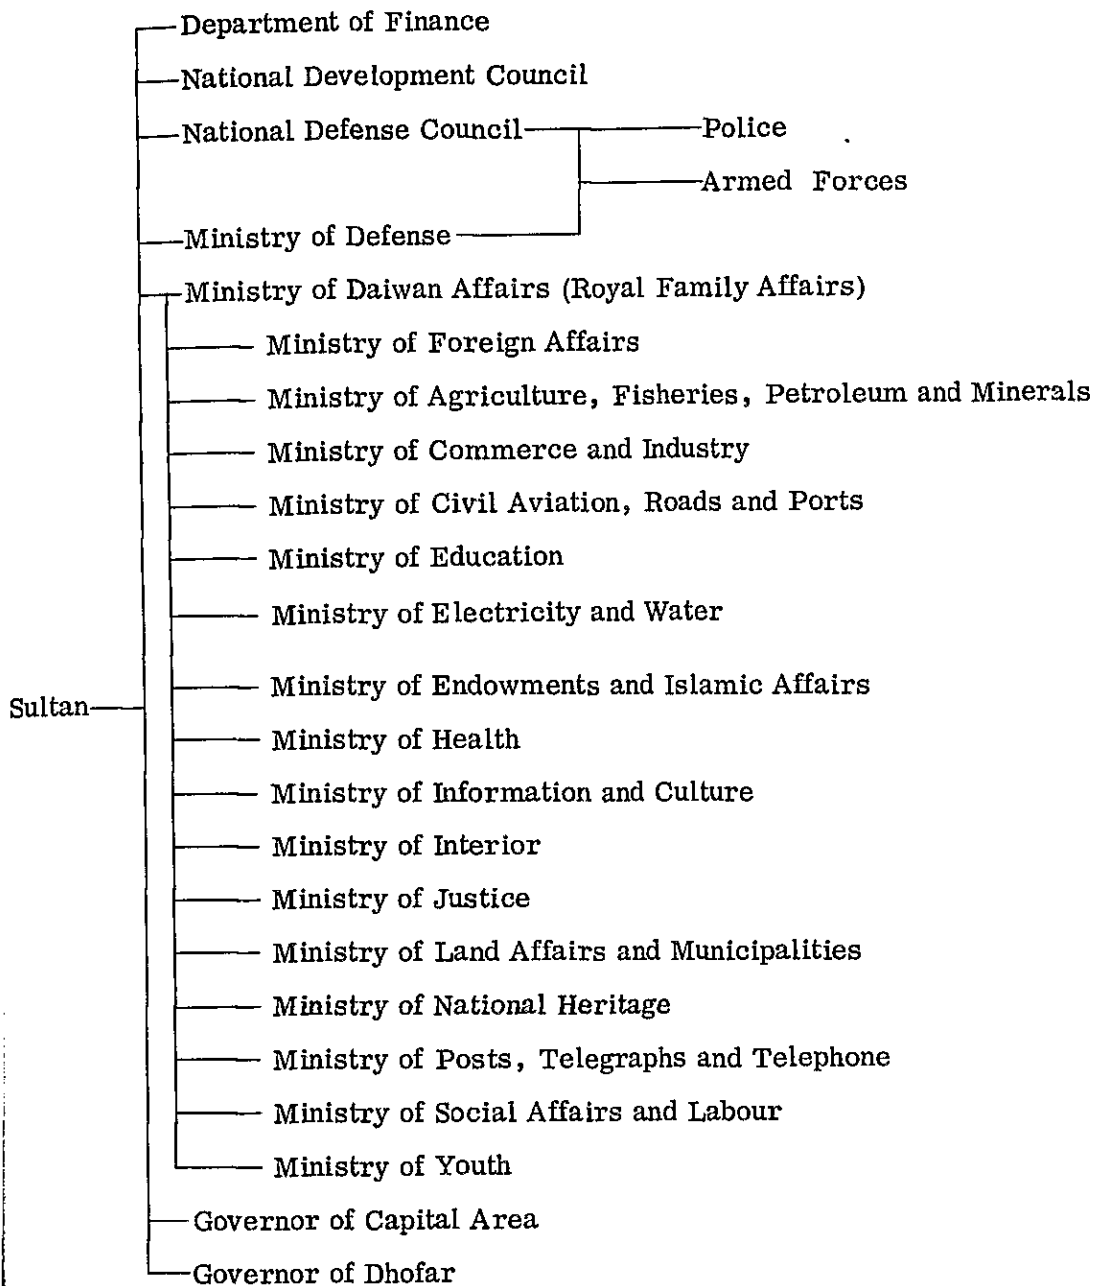 Department of Finance
National Development Council
National Defense Council Police
Armed Forces
Ministry of Defense
Ministry of Daiwan Affairs (Royal Family Affairs)
Ministry of Foreign Affairs
Ministry of Agriculture, Fisheries, Petroleum and Minerals
Ministry of Commerce and Industry
Ministry of Civil Aviation, Roads and Ports
Ministry of Education
Ministry of Electricity and Water
Ministry of Endowments and Islamic Affairs
Sultan
Ministry of Health
Ministry of Information and Culture
Ministry of Interior
Ministry of Justice
Ministry of Land Affairs and Municipalities
Ministry of National Heritage
Ministry of Posts, Telegraphs and Telephone
Ministry of Social Affairs and Labour
Ministry of Youth
Governor of Capital Area
Governor of Dhofar